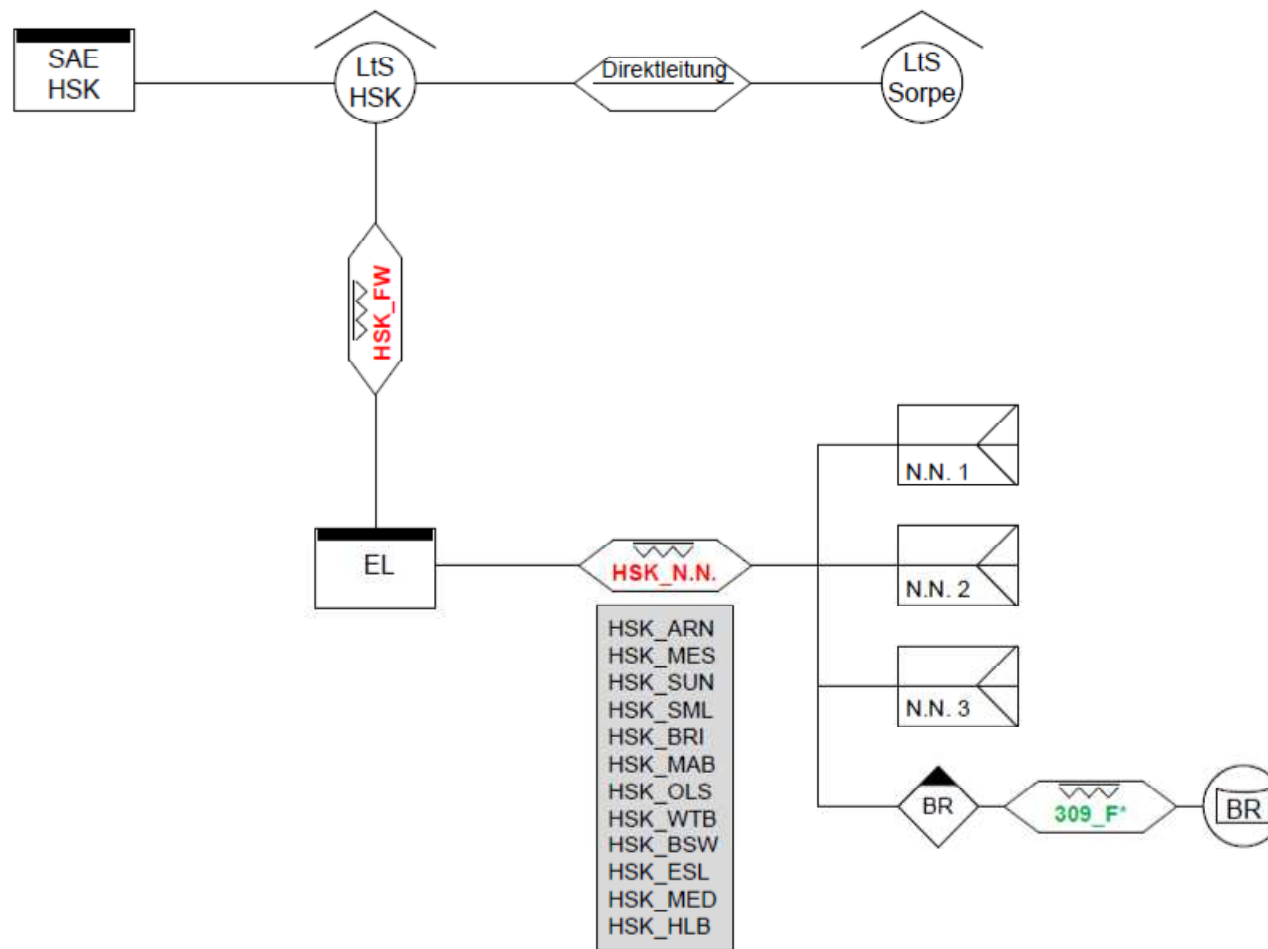 SAE
HSK
LtS
HSK
Direktleitung
LtS
Sorpe
HSK_FW
EL
HSK_N.N.
HSK_ARN
HSK_MES
HSK_SUN
HSK_SML
HSK_BRI
HSK_MAB
HSK_OLS
HSK_WTB
HSK_BSW
HSK_ESL
HSK_MED
HSK_HLB
N.N. 1
N.N. 2
N.N. 3
BR
309_F*
BR